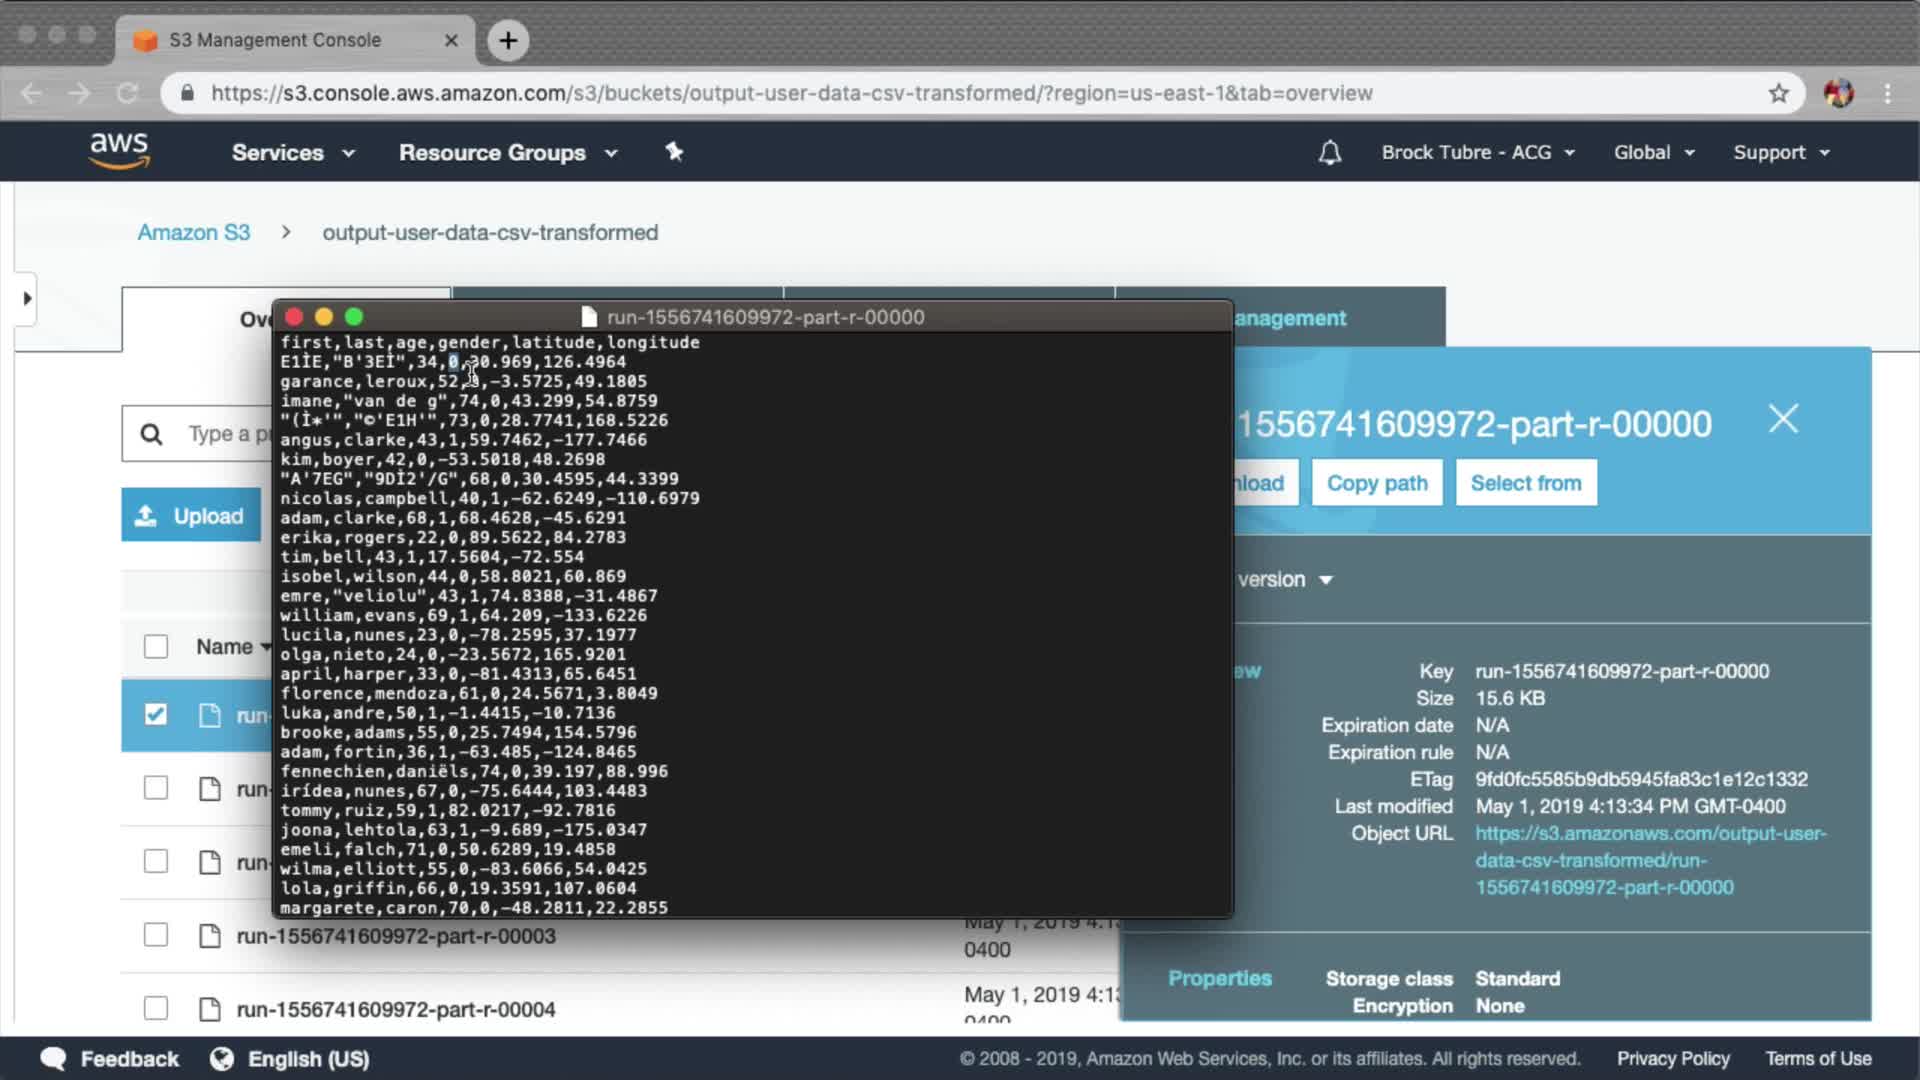 S3 Management Console
https://s3.console.aws.amazon.com/s3/buckets/output-user-data-csv-transformed/?region=us-east-1&tab=overview
aws
Services
Resource Groups
Brock Tubre - ACG
Global
Support
Amazon S3
output-user-data-csv-transformed
anagement
run-1556741609972-part-r-00000
first,last,age,gender,latitude,longitude
E1ÌE,"B'3EÌ",34,0,30.969,126.4964
garance,leroux,52,0,-3.5725,49.1805
imane,"van de g",74,0,43.299,54.8759
"(Ì*'","©'E1H'",73,0,28.7741,168.5226
angus,clarke,43,1,59.7462,-177.7466
kim,boyer,42,0,-53.5018,48.2698
"A'7EG","9DÌ2'/G",68,0,30.4595,44.3399
nicolas,campbell,40,1,-62.6249,-110.6979
adam,clarke,68,1,68.4628,-45.6291
erika,rogers,22,0,89.5622,84.2783
tim,bell,43,1,17.5604,-72.554
isobel,wilson,44,0,58.8021,60.869
emre,"veliolu",43,1,74.8388,-31.4867
william,evans,69,1,64.209,-133.6226
lucila,nunes,23,0,-78.2595,37.1977
olga,nieto,24,0,-23.5672,165.9201
april,harper,33,0,-81.4313,65.6451
florence,mendoza,61,0,24.5671,3.8049
luka,andre,50,1,-1.4415,-10.7136
brooke,adams,55,0,25.7494,154.5796
adam,fortin,36,1,-63.485,-124.8465
fennechien,daniëls,74,0,39.197,88.996
irídea,nunes,67,0,-75.6444,103.4483
tommy,ruiz,59,1,82.0217,-92.7816
joona,lehtola,63,1,-9.689,-175.0347
emeli,falch,71,0,50.6289,19.4858
wilma,elliott,55,0,-83.6066,54.0425
lola,griffin,66,0,19.3591,107.0604
margarete,caron,70,0,-48.2811,22.2855
Type a
Upload
Name
run-
run-
run-
run-1556741609972-part-r-00003
0400
run-1556741609972-part-r-00004
May 1, 2019 4:13
1556741609972-part-r-00000
Copy path
Select from
version
Key run-1556741609972-part-r-00000
Size 15.6 KB
Expiration date N/A
Expiration rule N/A
ETag 9fd0fc5585b9db5945fa83c1e12c1332
Last modified May 1, 2019 4:13:34 PM GMT-0400
Object URL https://s3.amazonaws.com/output-user-
data-csv-transformed/run-
1556741609972-part-r-00000
Properties
Storage class Standard
Encryption None
Feedback
English (US)
© 2008 - 2019, Amazon Web Services, Inc. or its affiliates. All rights reserved.
Privacy Policy
Terms of Use